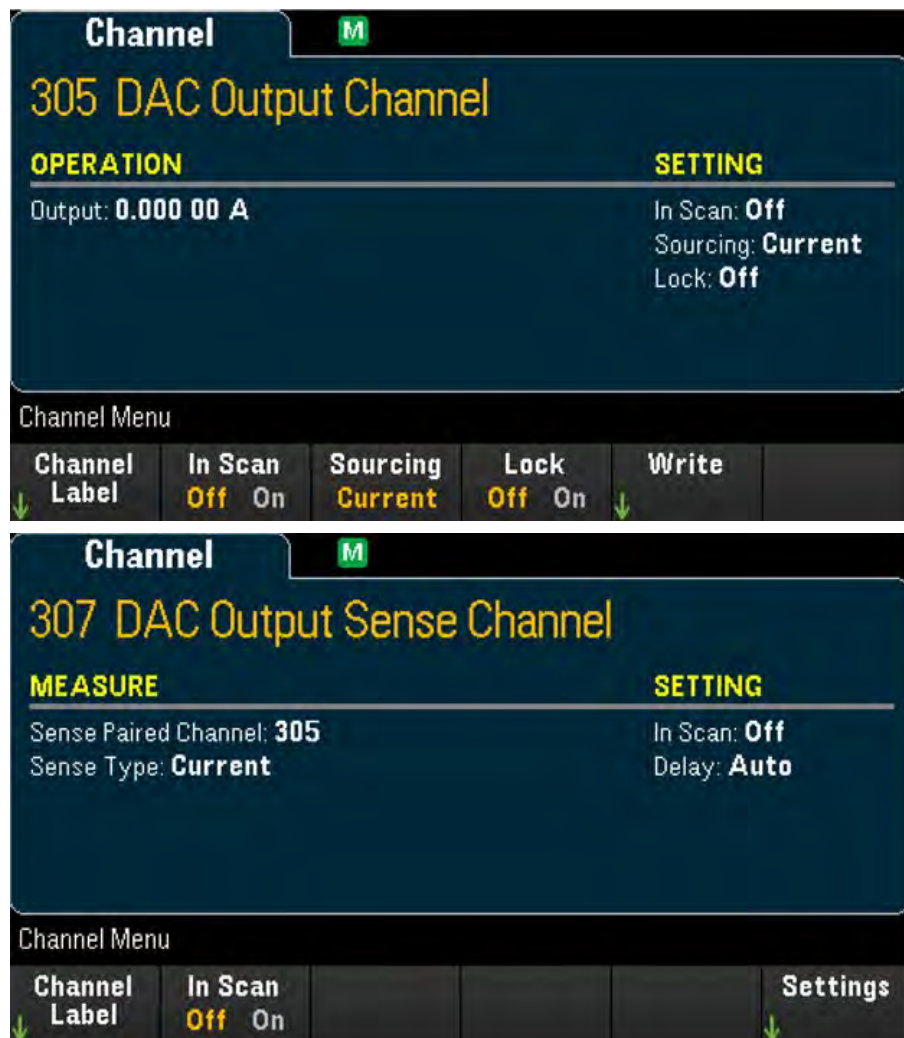 Channel M
305 DAC Output Channel
OPERATION SETTING
Output: 0.000 00 A In Scan: Off
Sourcing: Current
Lock: Off
Channel Menu
Channel Label In Scan Off On Sourcing Current Lock Off On Write
Channel M
307 DAC Output Sense Channel
MEASURE SETTING
Sense Paired Channel: 305 In Scan: Off
Sense Type: Current Delay: Auto
Channel Menu
Channel Label In Scan Off On Settings